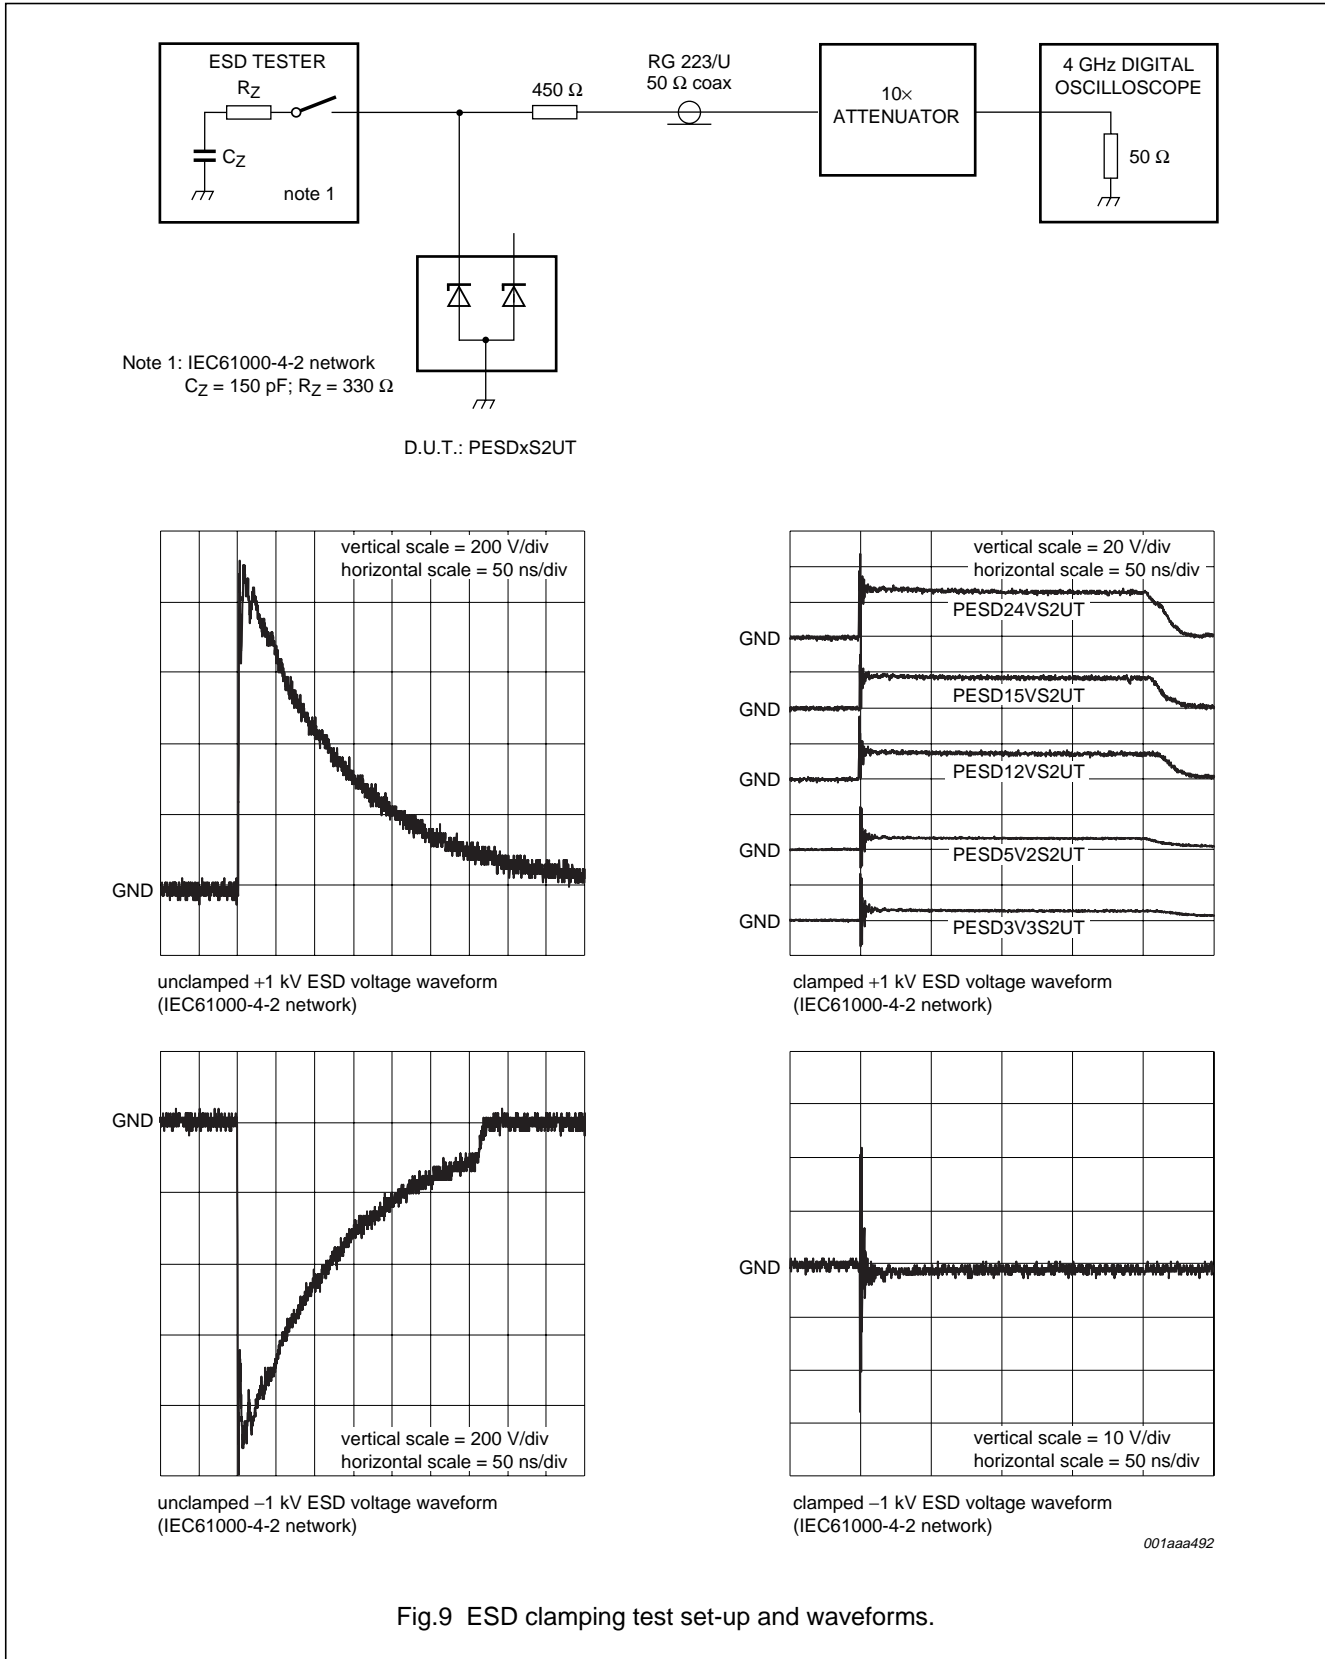 ESD TESTER
RZ
CZ
note 1
450 Ω
RG 223/U
50 Ω coax
10×
ATTENUATOR
4 GHz DIGITAL
OSCILLOSCOPE
50 Ω
Note 1: IEC61000-4-2 network
CZ = 150 pF; RZ = 330 Ω
D.U.T.: PESDxS2UT
vertical scale = 200 V/div
horizontal scale = 50 ns/div
GND
unclamped +1 kV ESD voltage waveform
(IEC61000-4-2 network)
vertical scale = 20 V/div
horizontal scale = 50 ns/div
PESD24VS2UT
GND
PESD15VS2UT
GND
PESD12VS2UT
GND
GND
PESD5V2S2UT
GND
PESD3V3S2UT
clamped +1 kV ESD voltage waveform
(IEC61000-4-2 network)
GND
vertical scale = 200 V/div
horizontal scale = 50 ns/div
unclamped −1 kV ESD voltage waveform
(IEC61000-4-2 network)
GND
vertical scale = 10 V/div
horizontal scale = 50 ns/div
clamped −1 kV ESD voltage waveform
(IEC61000-4-2 network)
001aaa492
Fig.9 ESD clamping test set-up and waveforms.